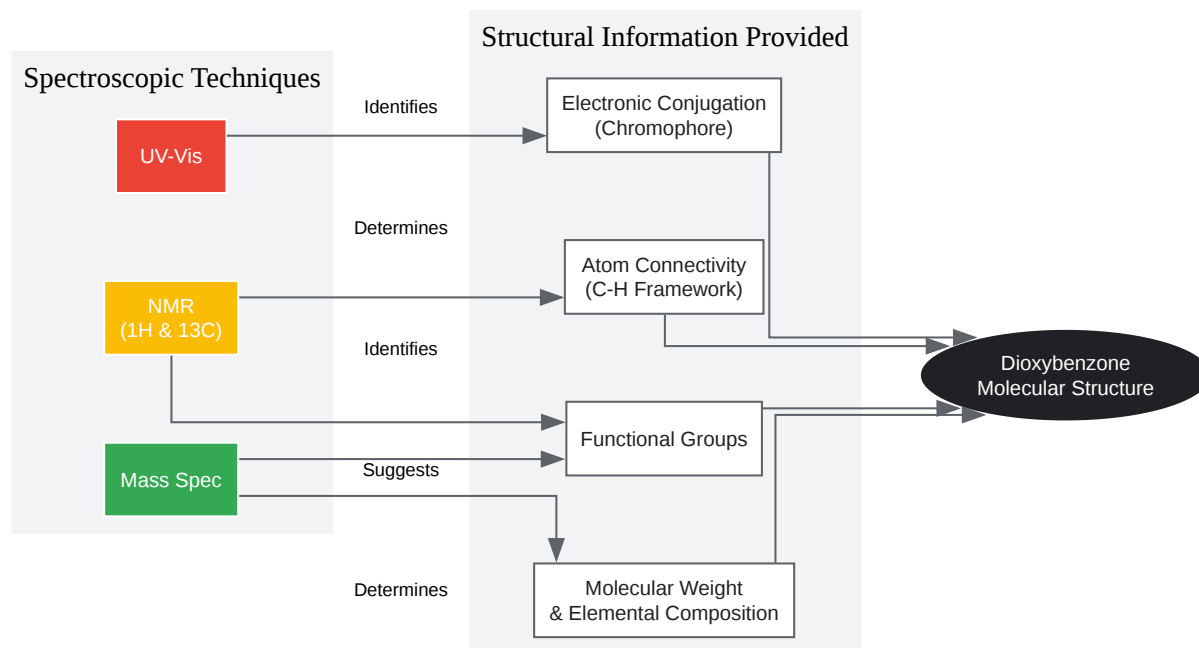 Structural Information Provided
Spectroscopic Techniques
Identifies
Electronic Conjugation
(Chromophore)
UV-Vis
Determines
Atom Connectivity
(C-H Framework)
NMR
(1H & 13C)
Identifies
Dioxybenzone
Molecular Structure
Functional Groups
Mass Spec
Suggests
Determines
Molecular Weight
& Elemental Composition